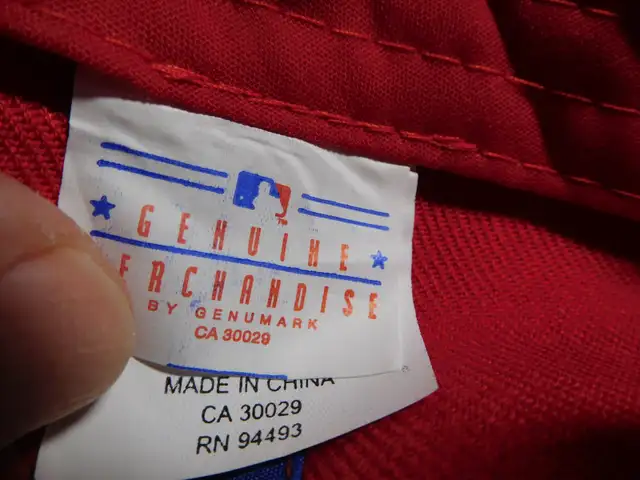 GENUINE
ERCHANDISE
BY GENUMARK
CA 30029
MADE IN CHINA
CA 30029
RN 94493